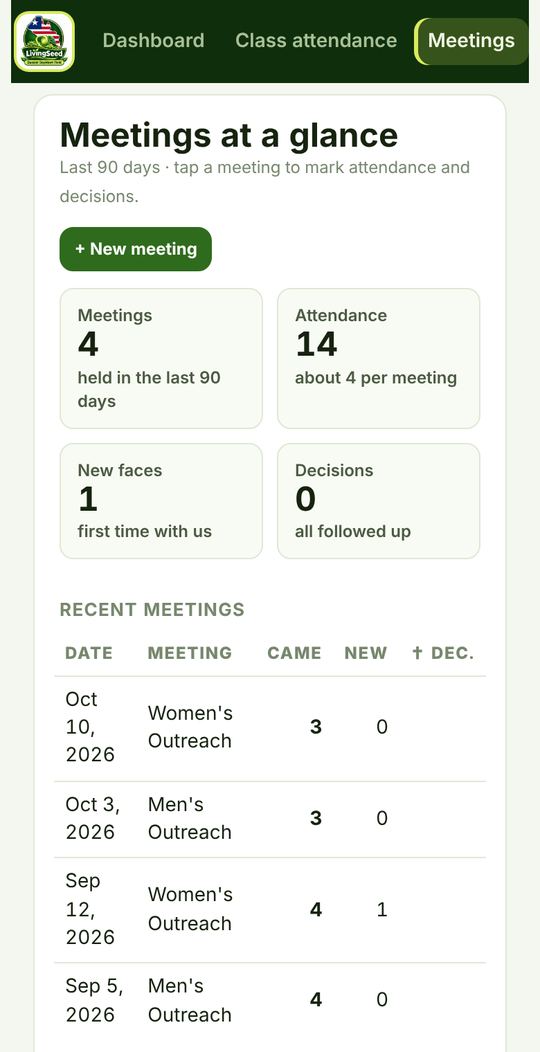 LivingSeed
Dashboard Class attendance Meetings
Meetings at a glance
Last 90 days · tap a meeting to mark attendance and
decisions.
+ New meeting
Meetings
4
held in the last 90
days
Attendance
14
about 4 per meeting
New faces
1
first time with us
Decisions
0
all followed up
RECENT MEETINGS
DATE MEETING CAME NEW ✝ DEC.
Oct
10,
2026
Women's
Outreach
3 0
Oct 3,
2026
Men's
Outreach
3 0
Sep
12,
2026
Women's
Outreach
4 1
Sep 5,
2026
Men's
Outreach
4 0